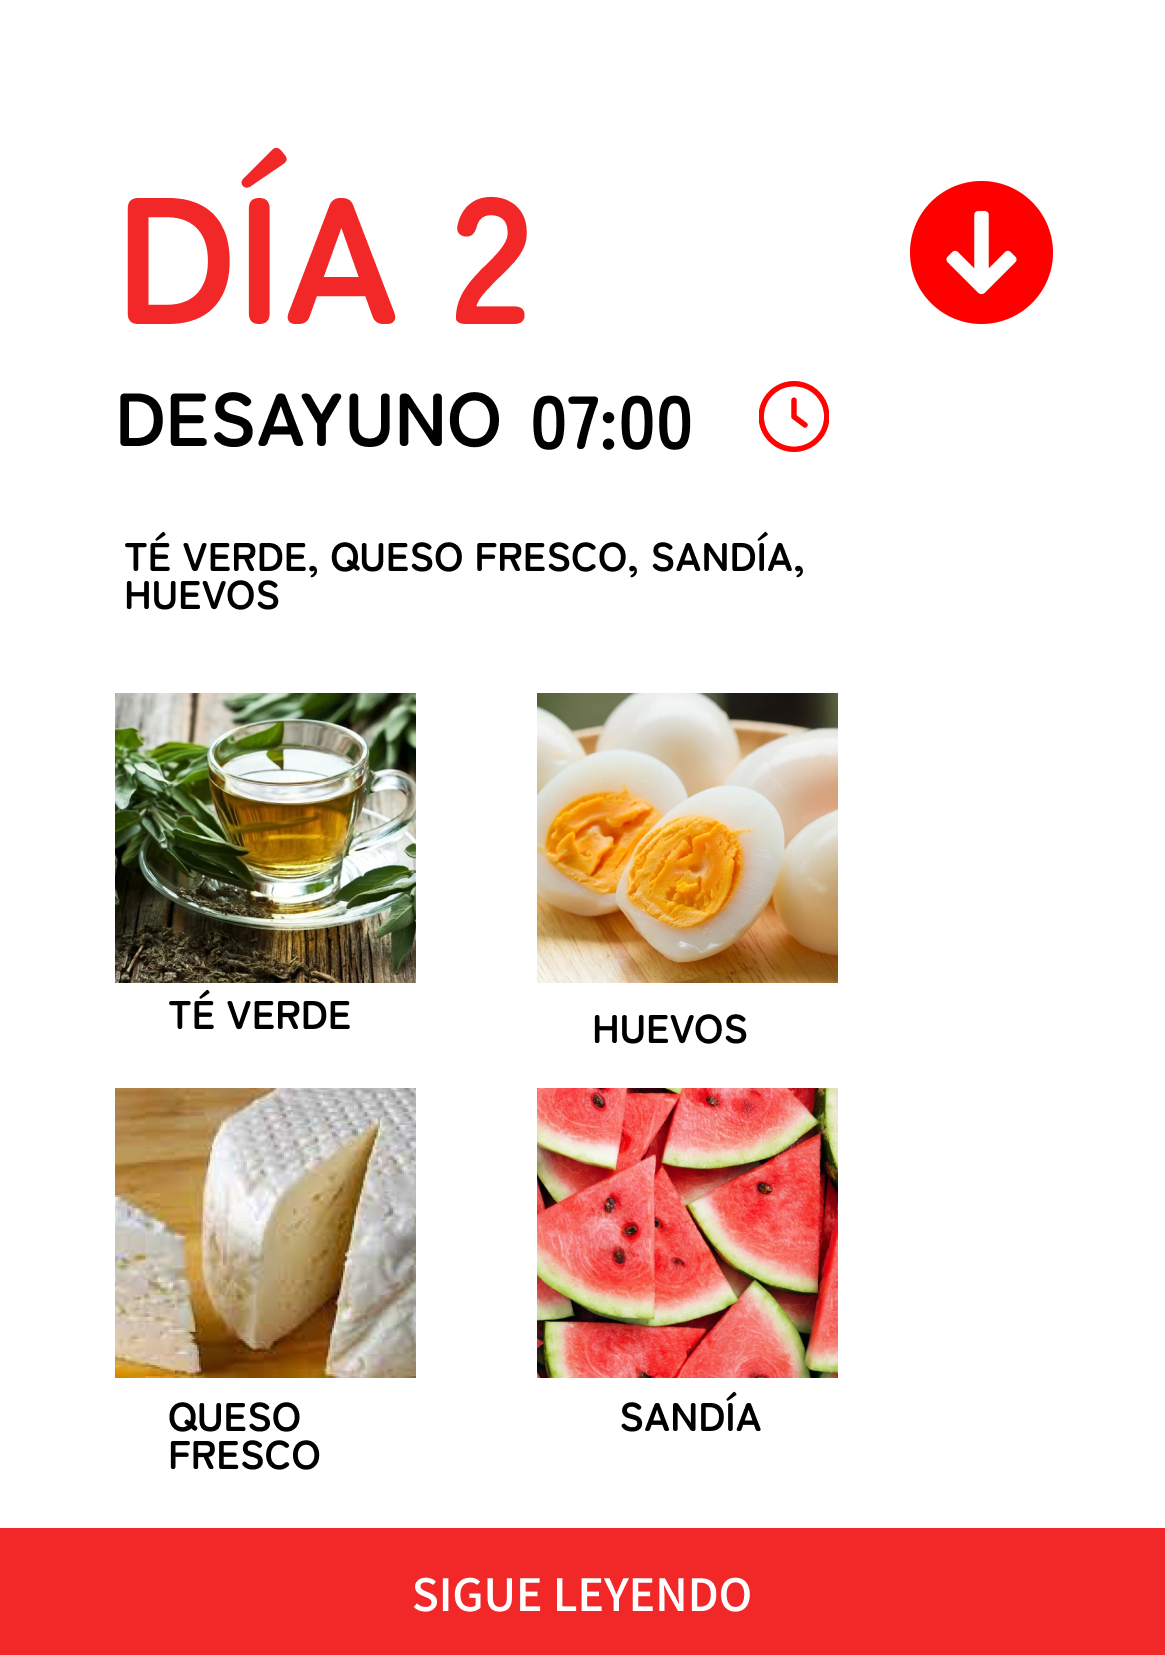 DÍA 2
DESAYUNO 07:00
TÉ VERDE, QUESO FRESCO, SANDÍA,
HUEVOS
TÉ VERDE
HUEVOS
QUESO
FRESCO
SANDÍA
SIGUE LEYENDO